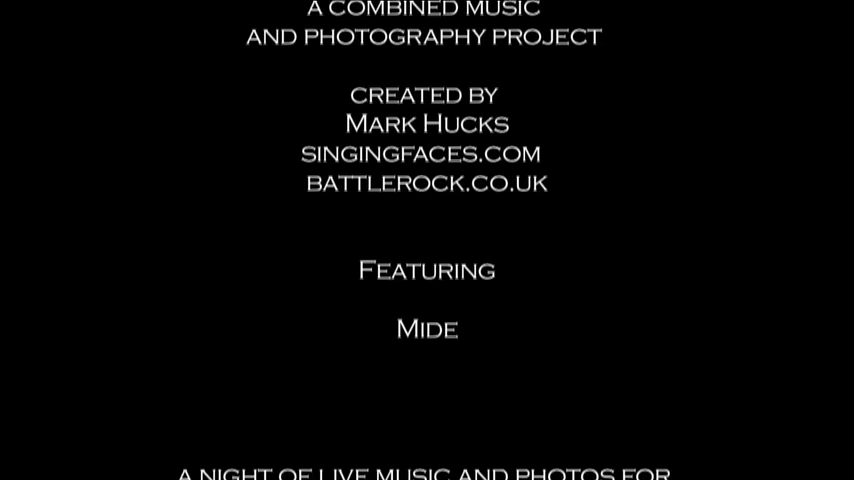 A COMBINED MUSIC
AND PHOTOGRAPHY PROJECT
CREATED BY
MARK HUCKS
SINGINGFACES.COM
BATTLEROCK.CO.UK
FEATURING
MIDE
A NIGHT OF LIVE MUSIC AND PHOTOS FOR